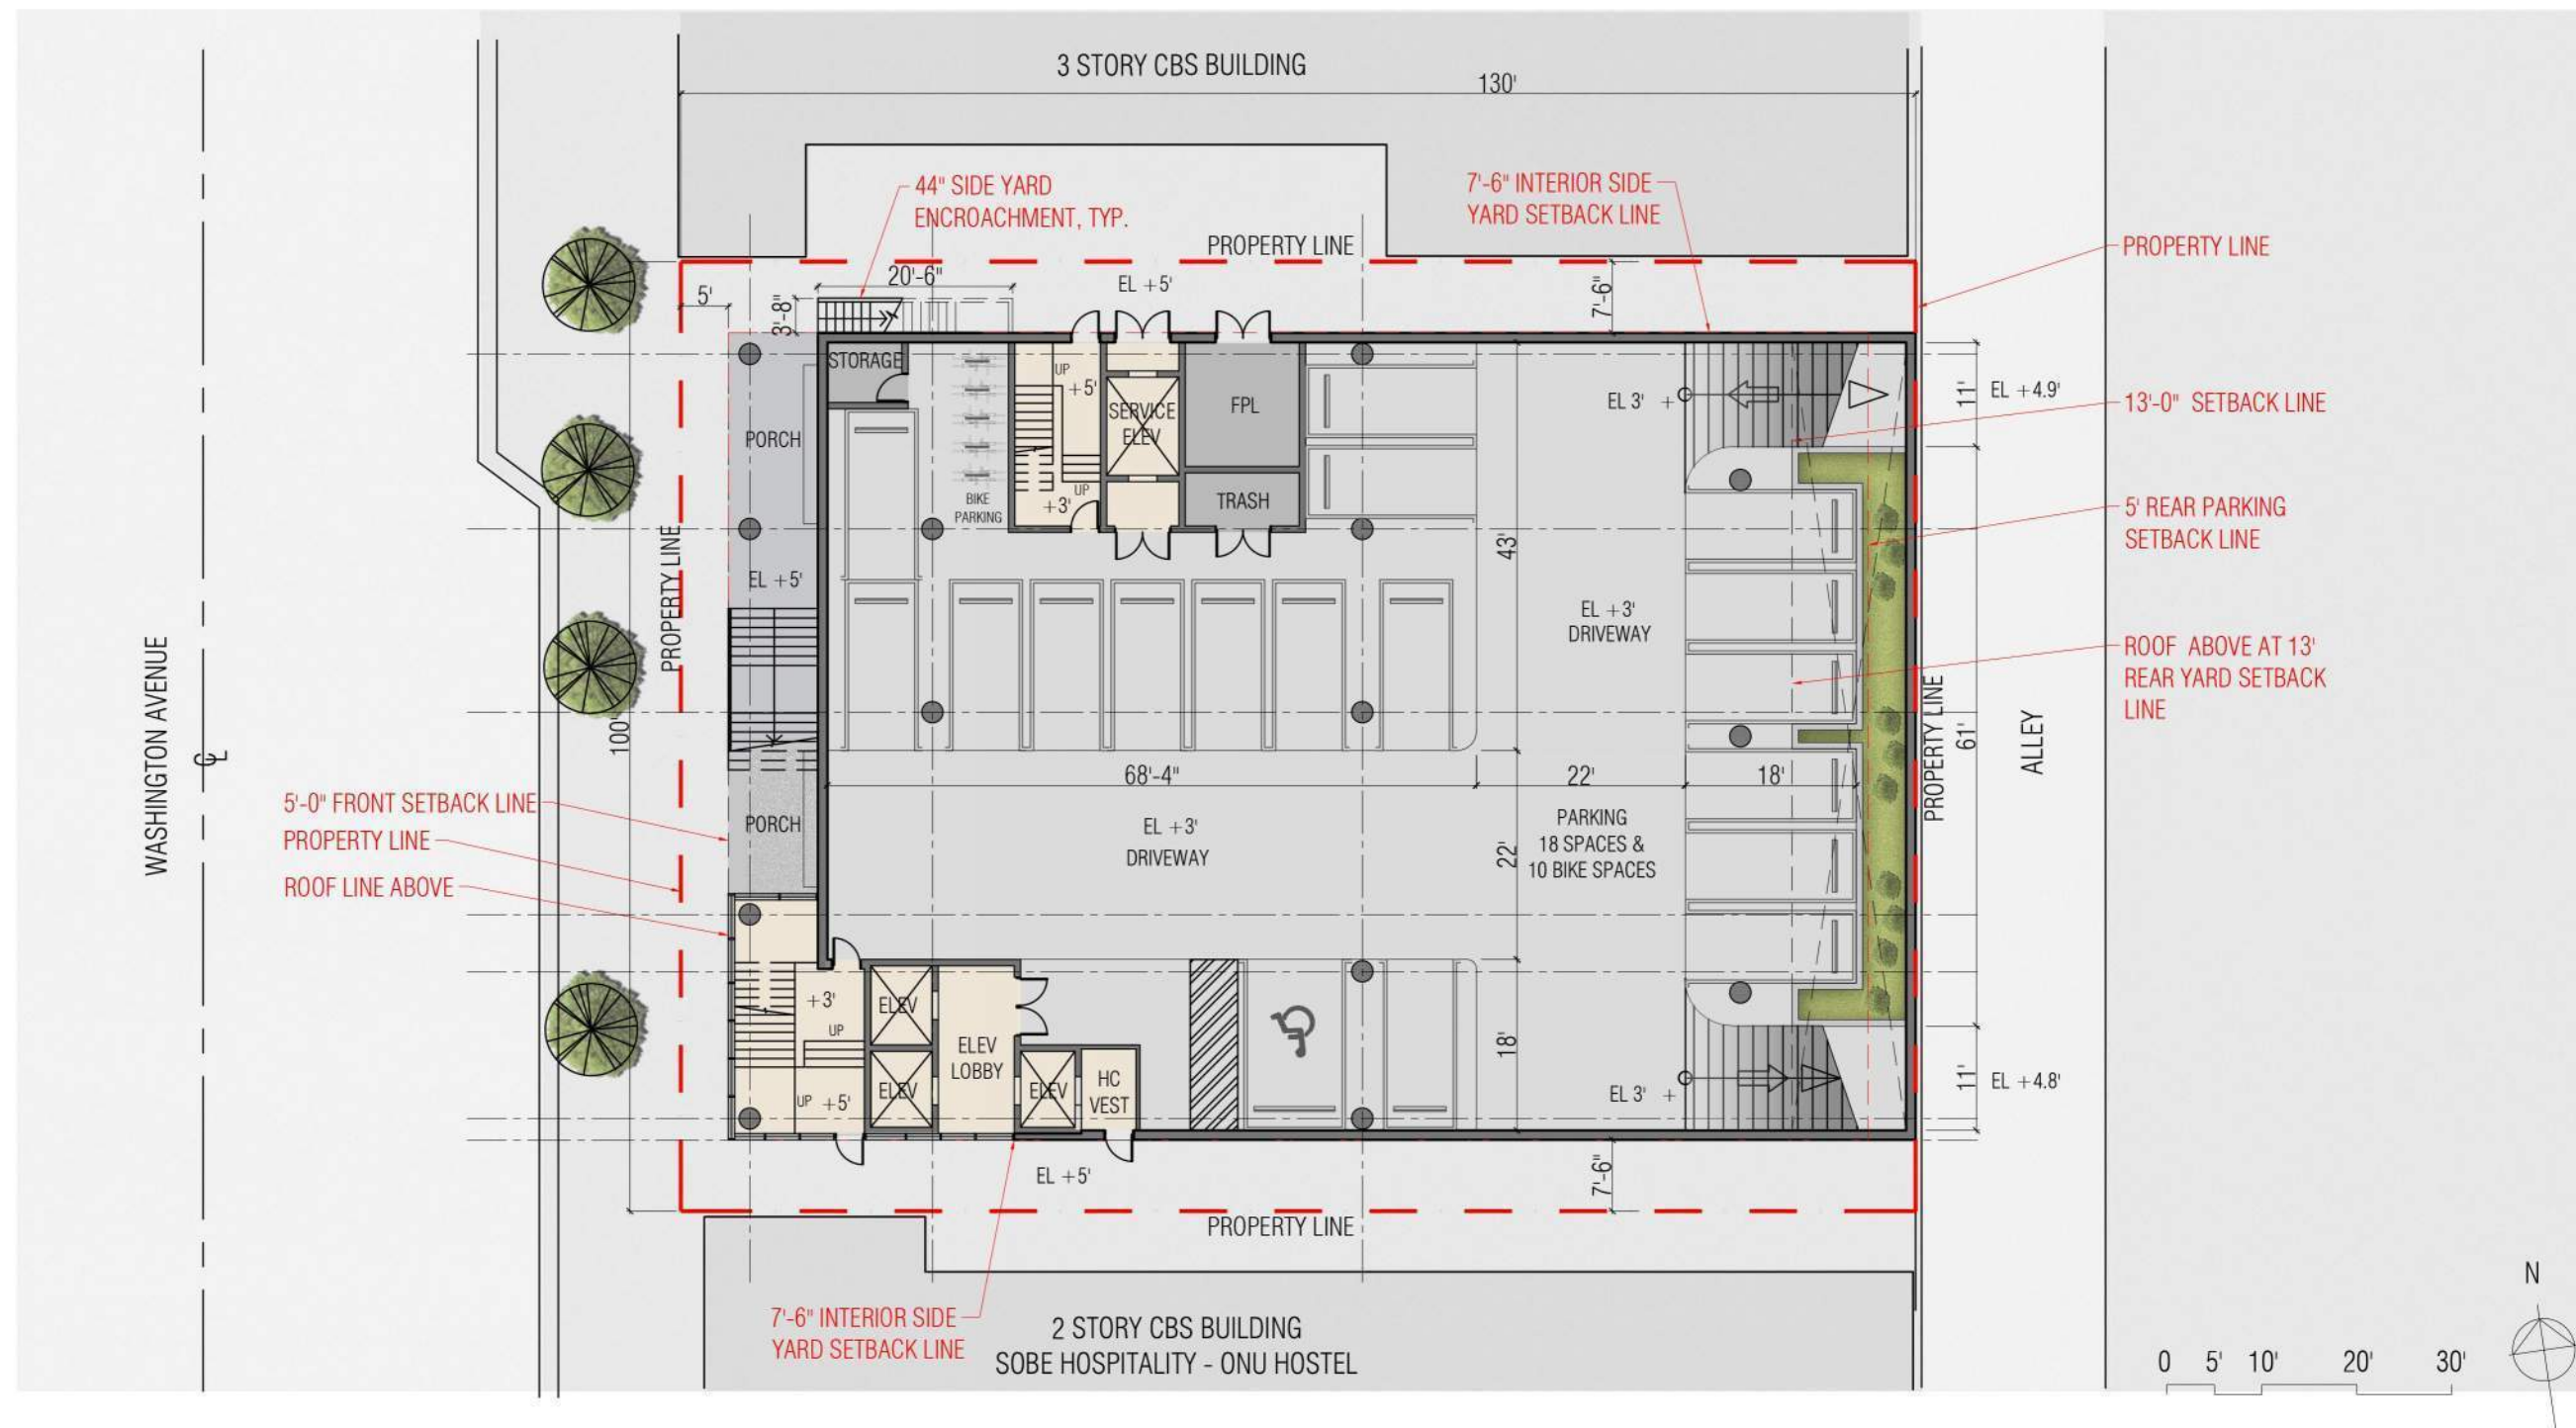 3 STORY CBS BUILDING
130'
44" SIDE YARD
ENCROACHMENT, TYP.
7'-6" INTERIOR SIDE
YARD SETBACK LINE
PROPERTY LINE
PROPERTY LINE
20'-6"
EL +5'
5'
3'-8"
7'-6"
STORAGE
UP
+5'
SERVICE
ELEV
FPL
EL 3' +
11'
EL +4.9'
13'-0" SETBACK LINE
PORCH
BIKE
PARKING
UP
+3'
TRASH
5' REAR PARKING
SETBACK LINE
PROPERTY LINE
EL +5'
43'
EL +3'
DRIVEWAY
ROOF ABOVE AT 13'
REAR YARD SETBACK
LINE
WASHINGTON AVENUE
CL
100'
PROPERTY LINE
61'
ALLEY
68'-4"
22'
18'
5'-0" FRONT SETBACK LINE
PROPERTY LINE
ROOF LINE ABOVE
PORCH
EL +3'
DRIVEWAY
22'
PARKING
18 SPACES &
10 BIKE SPACES
+3'
UP
ELEV
ELEV
LOBBY
18'
UP +5'
ELEV
ELEV
HC
VEST
EL 3' +
11'
EL +4.8'
EL +5'
7'-6"
PROPERTY LINE
7'-6" INTERIOR SIDE
YARD SETBACK LINE
2 STORY CBS BUILDING
SOBE HOSPITALITY - ONU HOSTEL
N
0 5' 10' 20' 30'